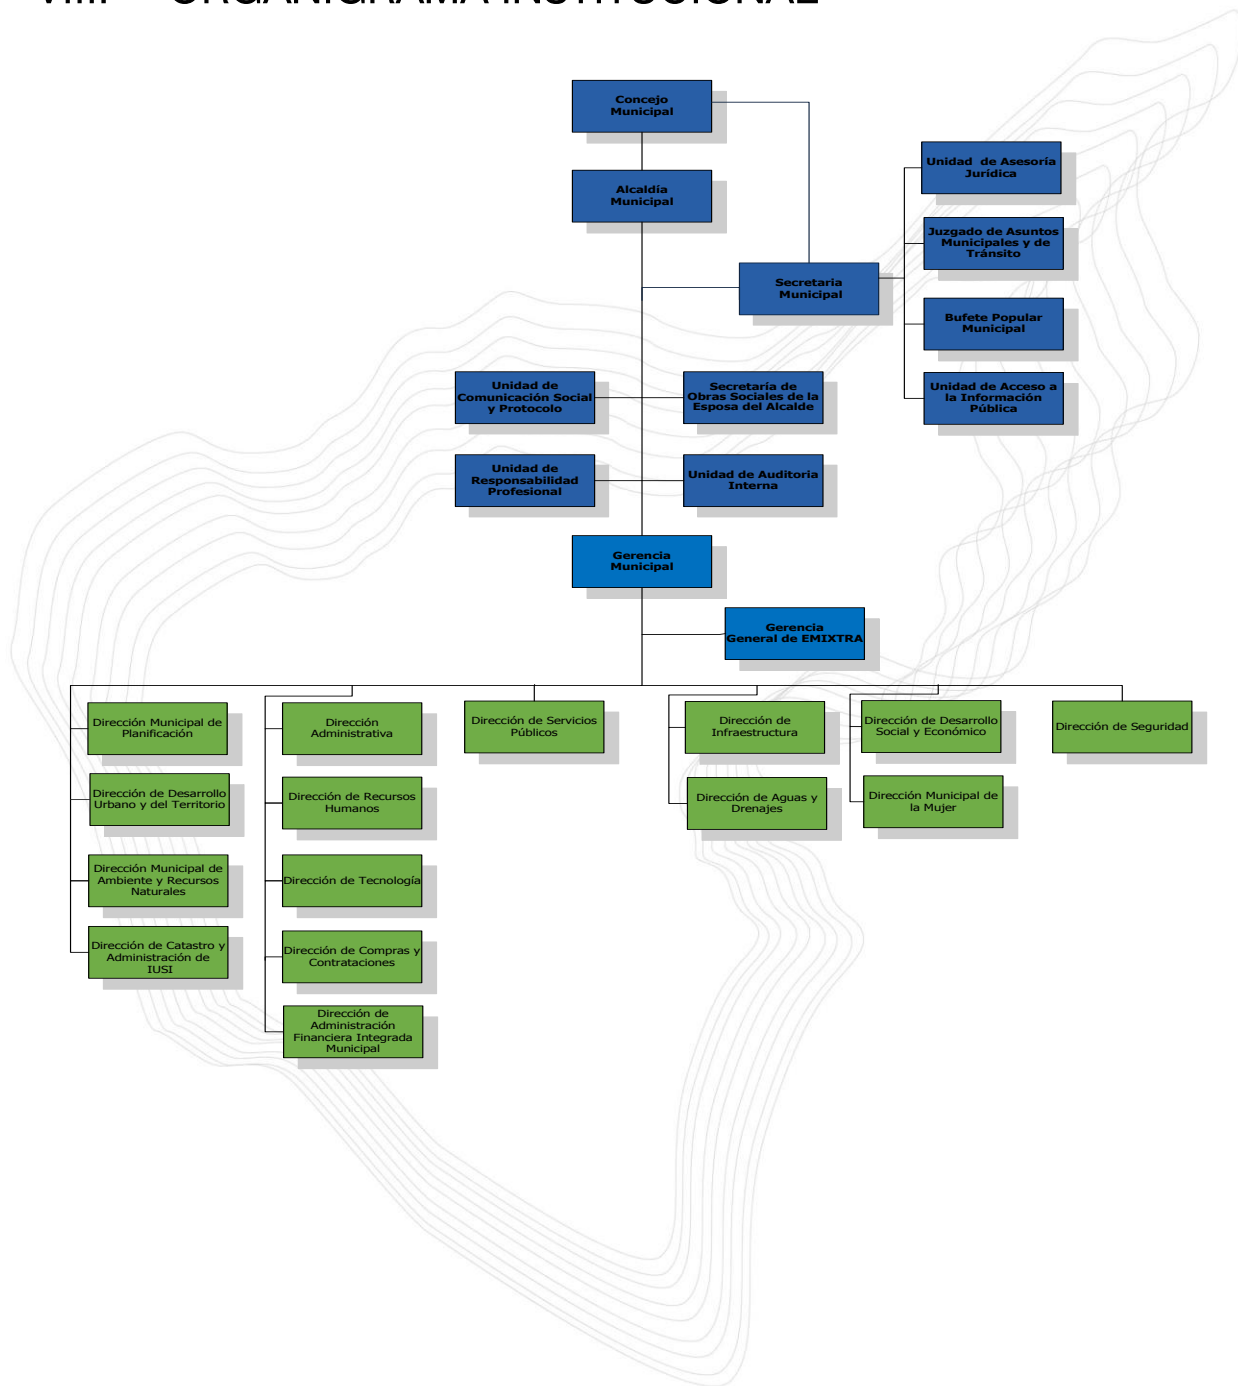 VIII. ORGANIGRAMA INSTITUCIONAL
Concejo
Municipal
Alcaldía
Municipal
Unidad de Asesoría
Jurídica
Juzgado de Asuntos
Municipales y de
Tránsito
Secretaria
Municipal
Bufete Popular
Municipal
Unidad de Acceso a
la Información
Pública
Unidad de
Comunicación Social
y Protocolo
Secretaría de
Obras Sociales de la
Esposa del Alcalde
Unidad de
Responsabilidad
Profesional
Unidad de Auditoria
Interna
Gerencia
Municipal
Gerencia
General de EMIXTRA
Dirección Municipal de
Planificación
Dirección
Administrativa
Dirección de Servicios
Públicos
Dirección de
Infraestructura
Dirección de Desarrollo
Social y Económico
Dirección de Seguridad
Dirección de Desarrollo
Urbano y del Territorio
Dirección de Recursos
Humanos
Dirección de Aguas y
Drenajes
Dirección Municipal de
la Mujer
Dirección Municipal de
Ambiente y Recursos
Naturales
Dirección de Tecnología
Dirección de Catastro y
Administración de
IUSI
Dirección de Compras y
Contrataciones
Dirección de
Administración
Financiera Integrada
Municipal